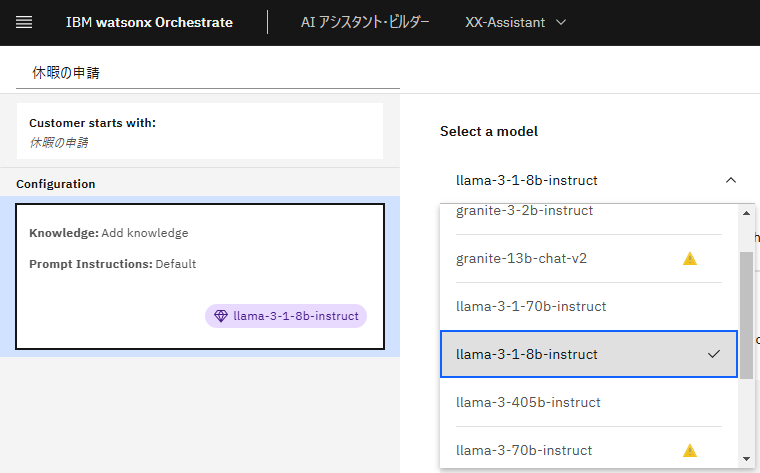 IBM watsonx Orchestrate
AI アシスタント・ビルダー
XX-Assistant
休暇の申請
Customer starts with:
休暇の申請
Configuration
Knowledge: Add knowledge
Prompt Instructions: Default
llama-3-1-8b-instruct
Select a model
llama-3-1-8b-instruct
granite-3-2b-instruct
granite-13b-chat-v2
llama-3-1-70b-instruct
llama-3-1-8b-instruct
llama-3-405b-instruct
llama-3-70b-instruct